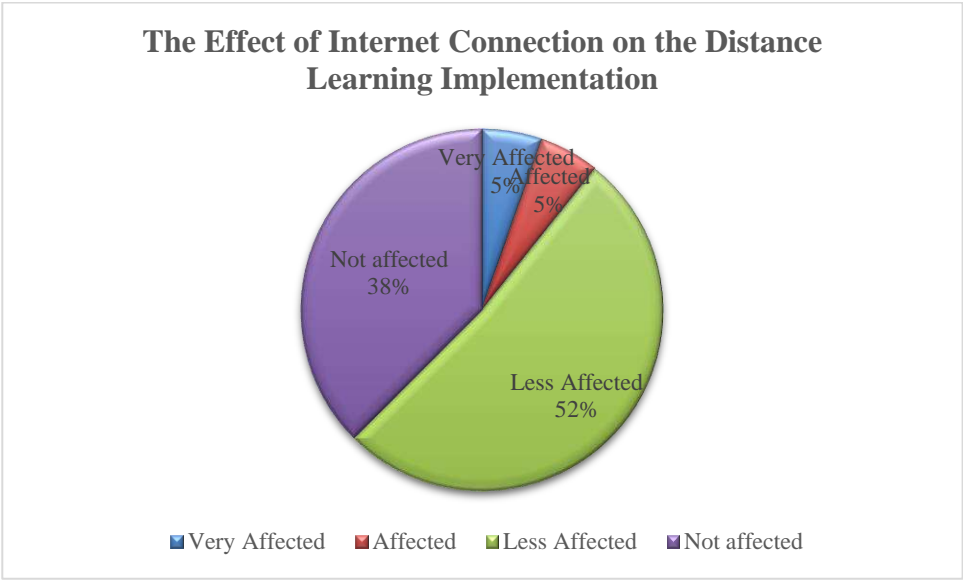 The Effect of Internet Connection on the Distance
Learning Implementation
Very Affected
5%
Affected
5%
Not affected
38%
Less Affected
52%
Very Affected Affected Less Affected Not affected